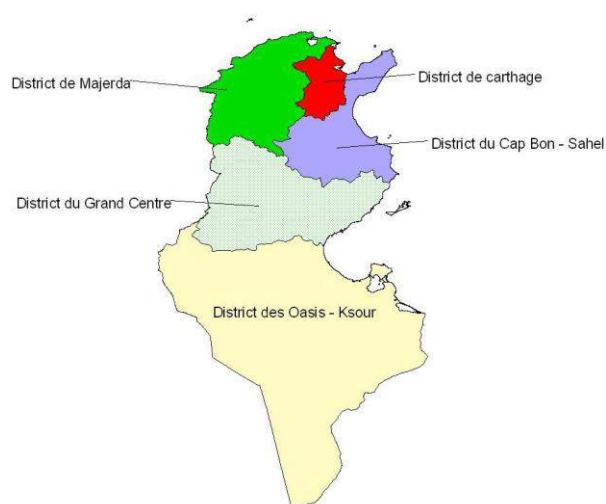 District de Majerda
District de carthage
District du Cap Bon - Sahel
District du Grand Centre
District des Oasis - Ksour